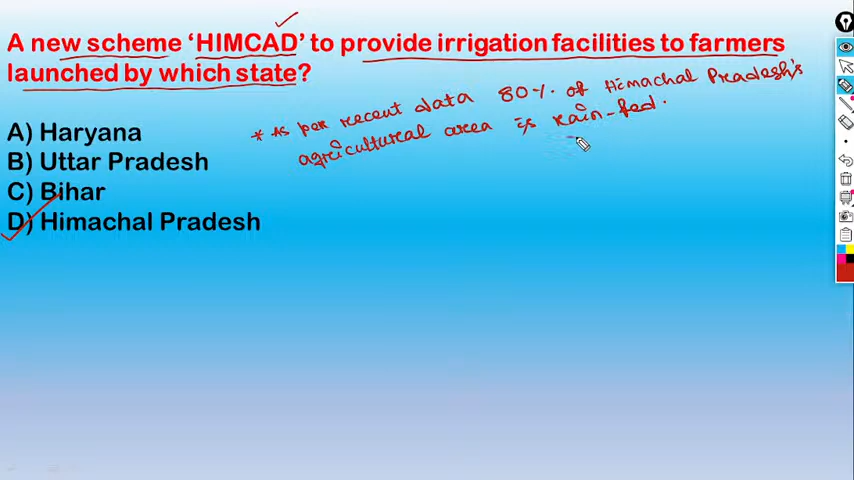 A new scheme ‘HIMCAD’ to provide irrigation facilities to farmers
launched by which state?
* As per recent data 80% of Himachal Pradesh's
agricultural area is rain-fed.
A) Haryana
B) Uttar Pradesh
C) Bihar
D) Himachal Pradesh